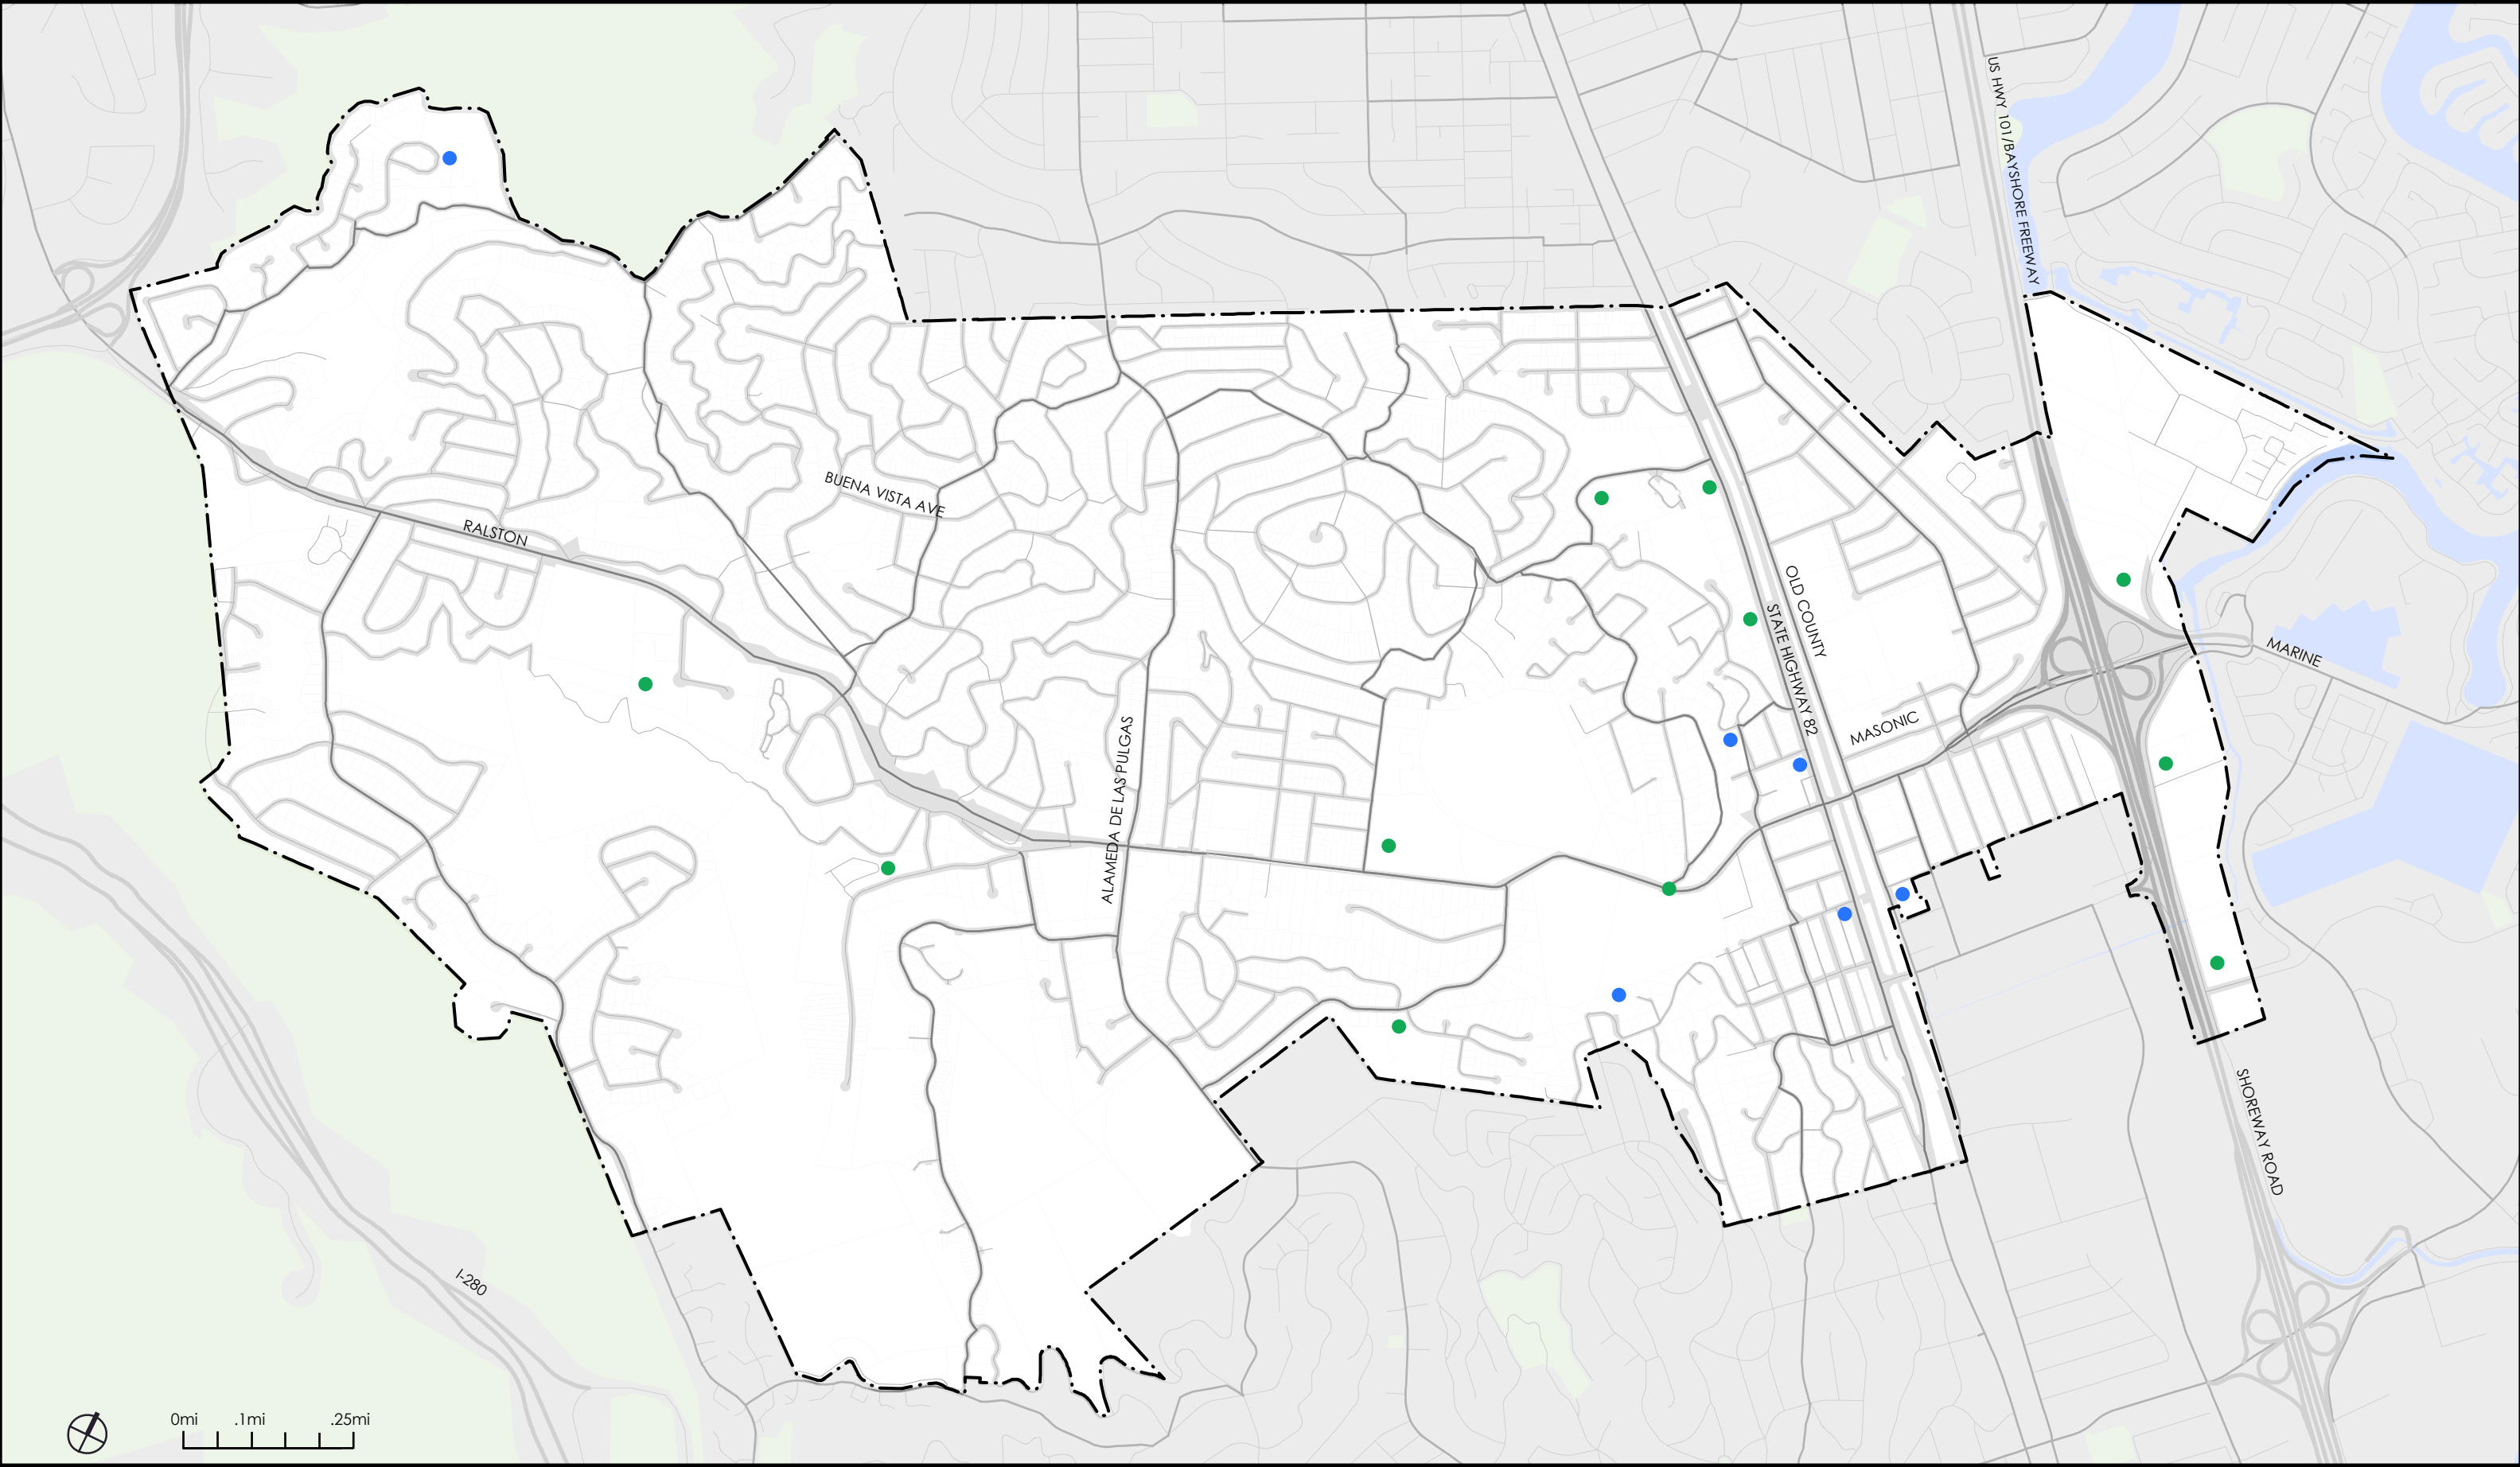 US HWY 101/BAYSHORE FREEWAY
BUENA VISTA AVE
RALSTON
OLD COUNTY
STATE HIGHWAY 82
MARINE
MASONIC
ALAMEDA DE LAS PULGAS
SHOREWAY ROAD
I-280
0mi .1mi .25mi